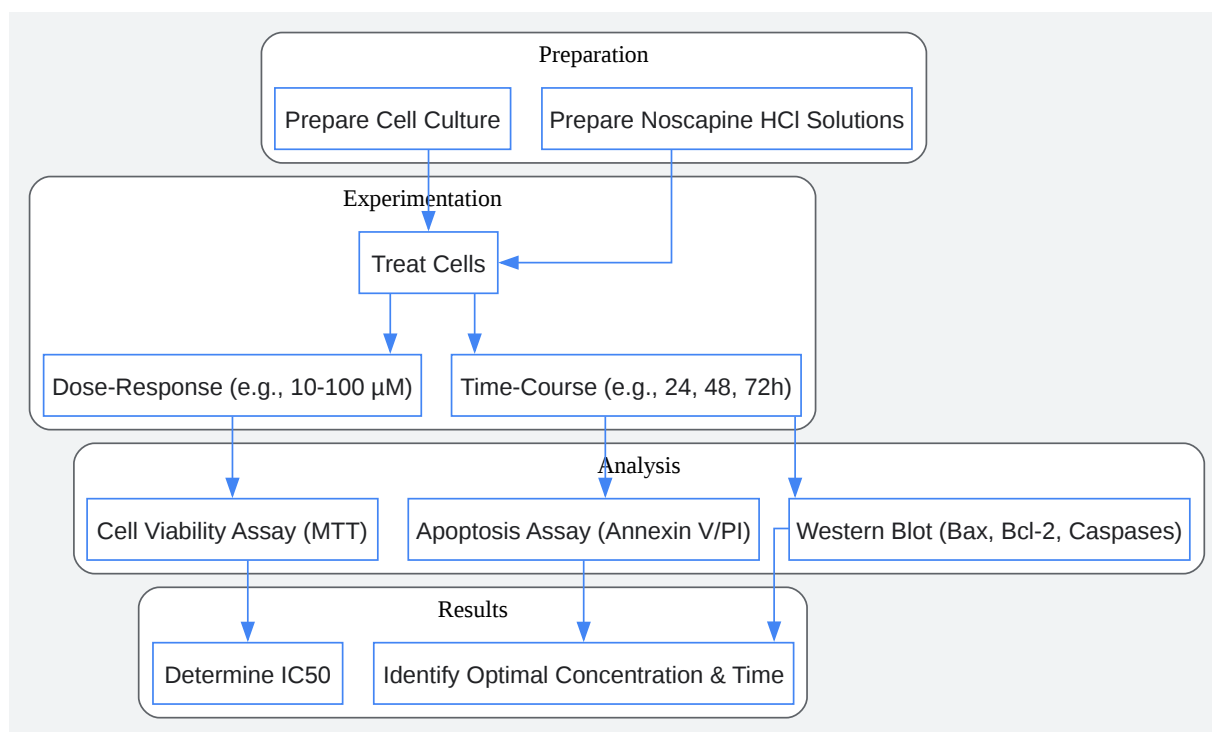 Preparation
Prepare Cell Culture
Prepare Noscapine HCl Solutions
Experimentation
Treat Cells
Dose-Response (e.g., 10-100 µM)
Time-Course (e.g., 24, 48, 72h)
Analysis
Cell Viability Assay (MTT)
Apoptosis Assay (Annexin V/PI)
Western Blot (Bax, Bcl-2, Caspases)
Results
Determine IC50
Identify Optimal Concentration & Time